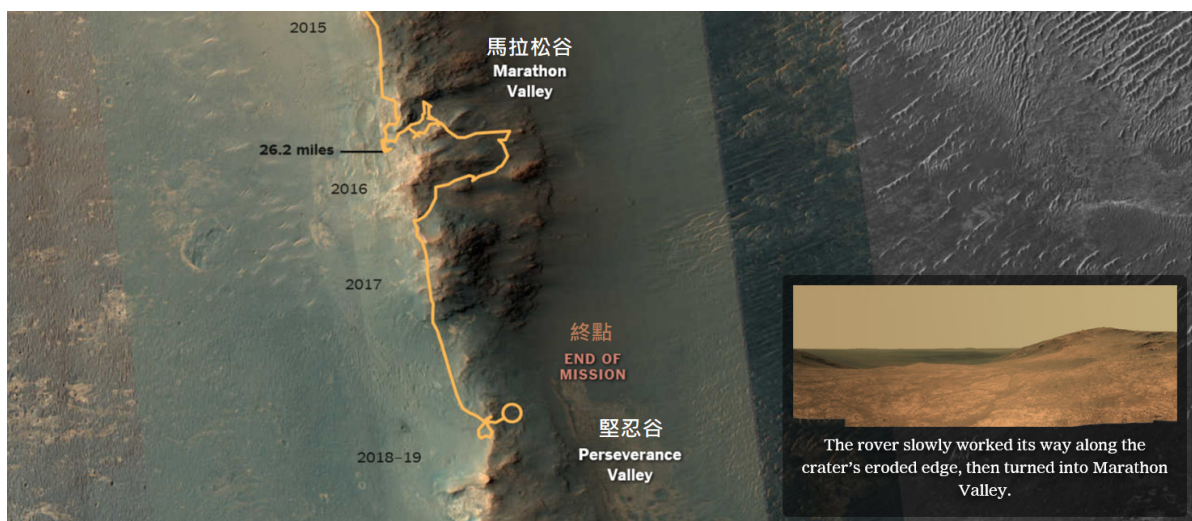 2015
馬拉松谷
Marathon
Valley
26.2 miles
2016
2017
終點
END OF
MISSION
堅忍谷
Perseverance
Valley
2018–19
The rover slowly worked its way along the
crater’s eroded edge, then turned into Marathon
Valley.